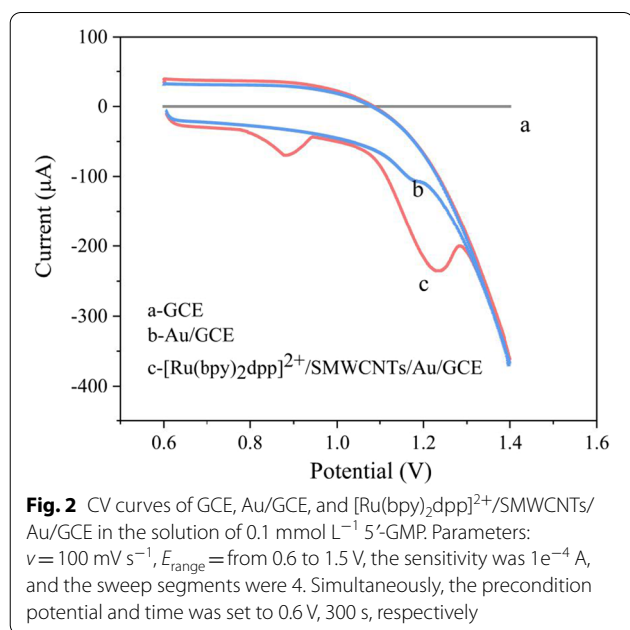 100
0
-100
-200
-300
-400
Current (μA)
a
b
c
a-GCE
b-Au/GCE
c-[Ru(bpy)₂dpp]²⁺/SMWCNTs/Au/GCE
0.6 0.8 1.0 1.2 1.4 1.6
Potential (V)
Fig. 2 CV curves of GCE, Au/GCE, and [Ru(bpy)₂dpp]²⁺/SMWCNTs/
Au/GCE in the solution of 0.1 mmol L⁻¹ 5′-GMP. Parameters:
v = 100 mV s⁻¹, E_range = from 0.6 to 1.5 V, the sensitivity was 1e⁻⁴ A,
and the sweep segments were 4. Simultaneously, the precondition
potential and time was set to 0.6 V, 300 s, respectively